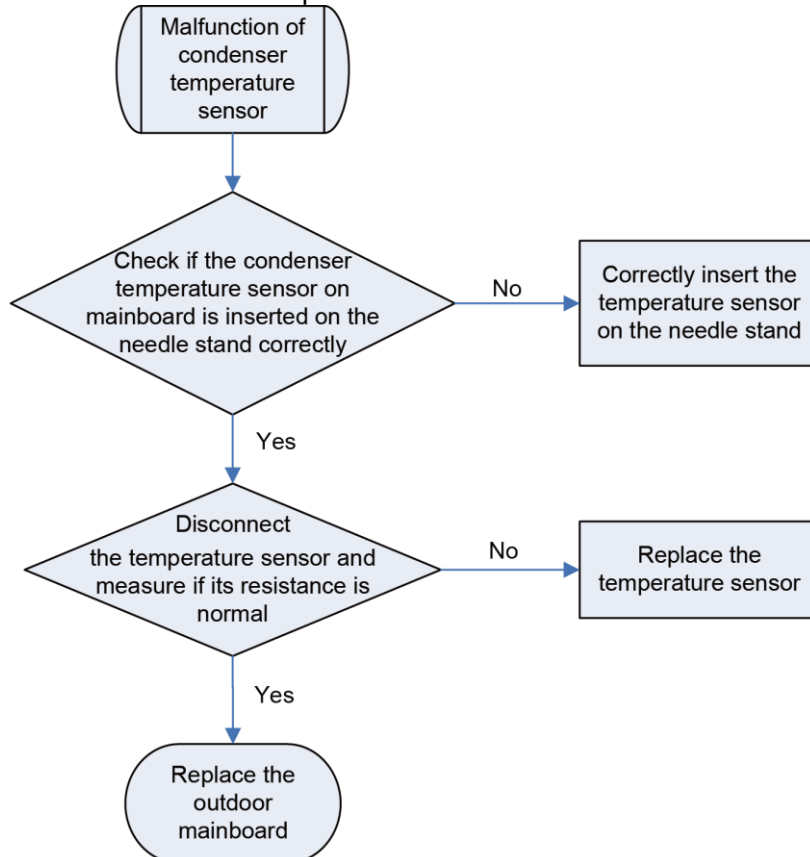 Malfunction of
condenser
temperature
sensor
Check if the condenser
temperature sensor on
mainboard is inserted on the
needle stand correctly
No
Correctly insert the
temperature sensor
on the needle stand
Yes
Disconnect
the temperature sensor and
measure if its resistance is
normal
No
Replace the
temperature sensor
Yes
Replace the
outdoor
mainboard